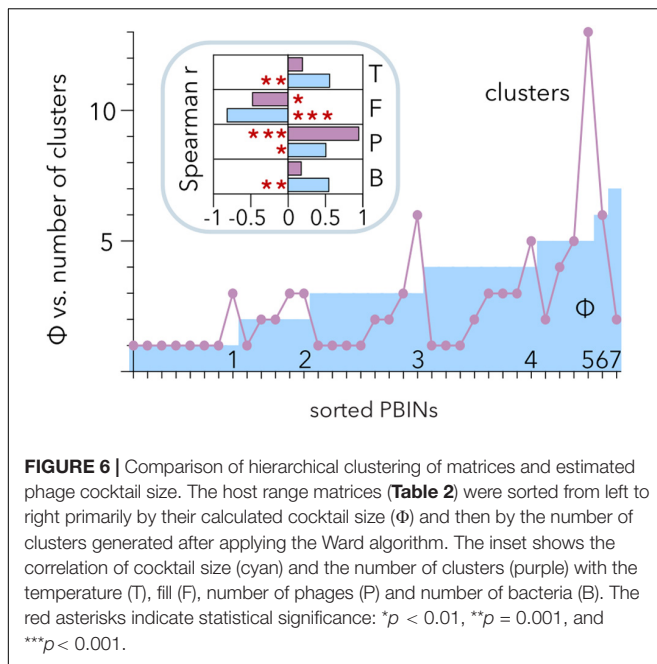 Φ vs. number of clusters
10
5
Spearman r
T
**
F
*
***
P
***
*
B
**
-1 -0.5 0 0.5 1
clusters
Φ
1 2 3 4 567
sorted PBINs
FIGURE 6 | Comparison of hierarchical clustering of matrices and estimated
phage cocktail size. The host range matrices (Table 2) were sorted from left to
right primarily by their calculated cocktail size (Φ) and then by the number of
clusters generated after applying the Ward algorithm. The inset shows the
correlation of cocktail size (cyan) and the number of clusters (purple) with the
temperature (T), fill (F), number of phages (P) and number of bacteria (B). The
red asterisks indicate statistical significance: *p < 0.01, **p = 0.001, and
***p< 0.001.